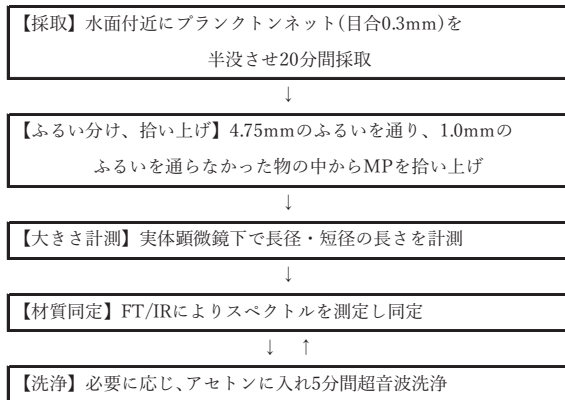 【採取】水面付近にプランクトンネット(目合0.3mm)を
半没させ20分間採取
↓
【ふるい分け、拾い上げ】4.75mmのふるいを通り、1.0mmの
ふるいを通らなかった物の中からMPを拾い上げ
↓
【大きさ計測】実体顕微鏡下で長径・短径の長さを計測
↓
【材質同定】FT/IRによりスペクトルを測定し同定
↓ ↑
【洗浄】必要に応じ、アセトンに入れ5分間超音波洗浄